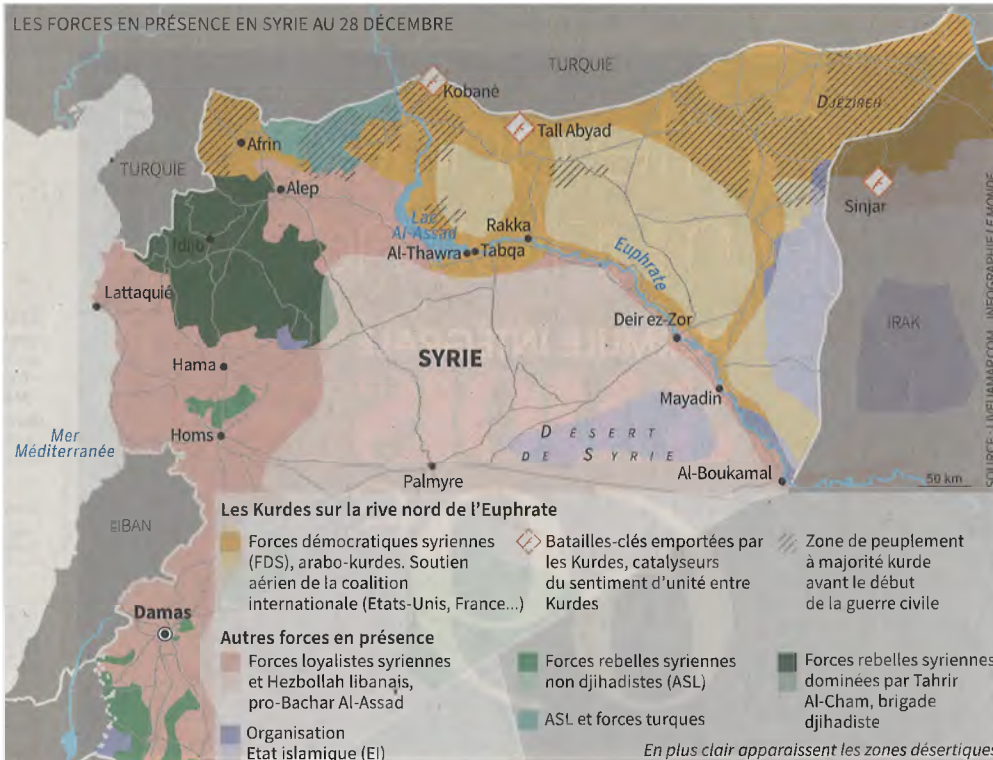 LES FORCES EN PRÉSENCE EN SYRIE AU 28 DÉCEMBRE
TURQUIE
Kobané
DJÉZIREH
Tall Abyad
Afrin
TURQUIE
Alep
Sinjar
Idlib
Lac
Al-Assad
Rakka
Al-Thawra
Tabqa
Euphrate
Lattaquié
Deir ez-Zor
IRAK
SYRIE
Hama
Mayadin
Mer
Méditerranée
Homs
DÉSERT
DE SYRIE
Palmyre
Al-Boukamal
50 km
SOURCE : LIVEUAMAP.COM INFOGRAPHIE LE MONDE
LIBAN
Damas
Les Kurdes sur la rive nord de l'Euphrate
Forces démocratiques syriennes
(FDS), arabo-kurdes. Soutien
aérien de la coalition
internationale (Etats-Unis, France...)
Batailles-clés emportées par
les Kurdes, catalyseurs
du sentiment d'unité entre
Kurdes
Zone de peuplement
à majorité kurde
avant le début
de la guerre civile
Autres forces en présence
Forces loyalistes syriennes
et Hezbollah libanais,
pro-Bachar Al-Assad
Organisation
Etat islamique (EI)
Forces rebelles syriennes
non djihadistes (ASL)
ASL et forces turques
Forces rebelles syriennes
dominées par Tahrir
Al-Cham, brigade
djihadiste
En plus clair apparaissent les zones désertiques